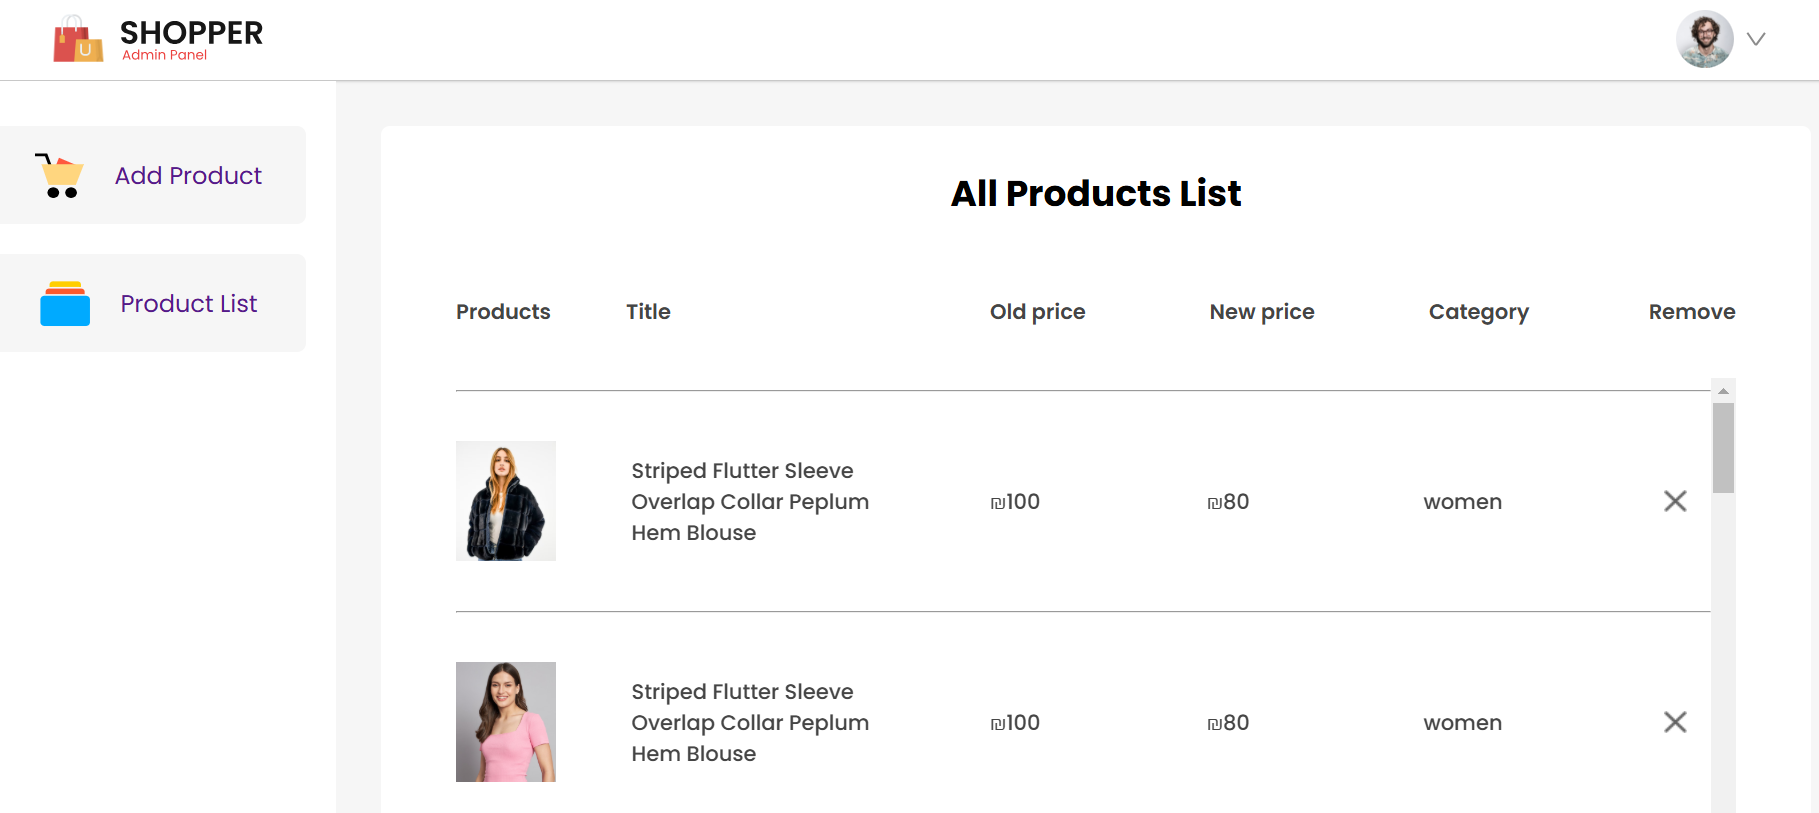 SHOPPER
Admin Panel
Add Product
Product List
All Products List
Products Title Old price New price Category Remove
Striped Flutter Sleeve
Overlap Collar Peplum
Hem Blouse
₪100 ₪80 women
Striped Flutter Sleeve
Overlap Collar Peplum
Hem Blouse
₪100 ₪80 women
U